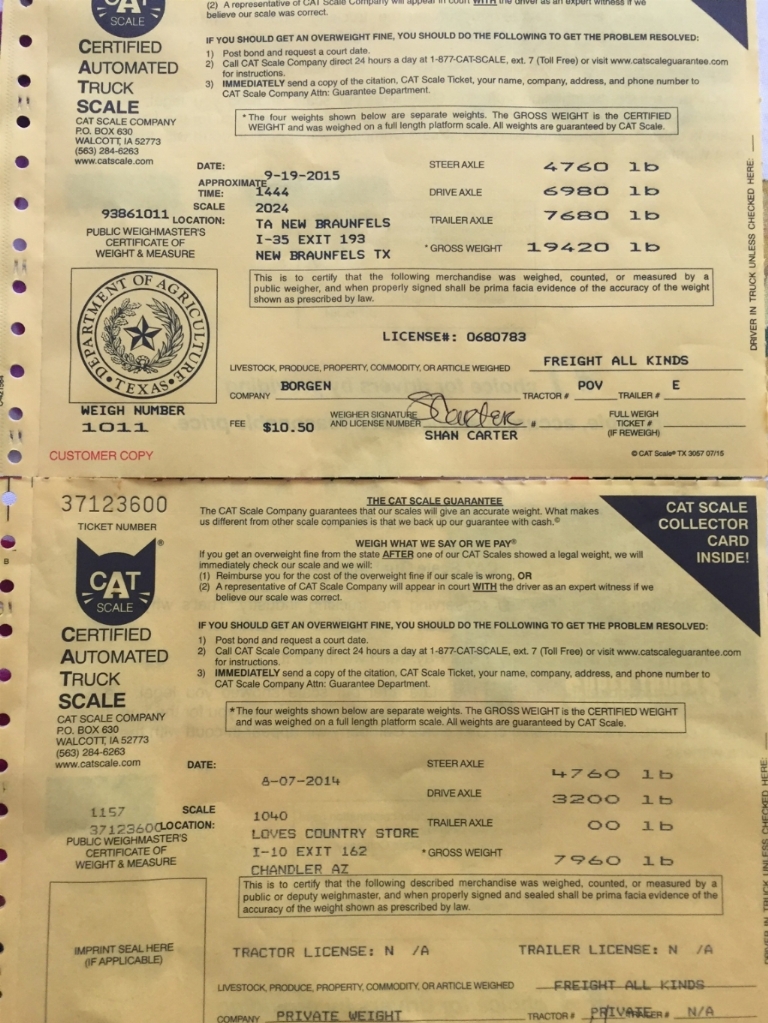 (2) A representative of CAT Scale Company will appear in court WITH the driver as an expert witness if we
believe our scale was correct.
CAT
SCALE
IF YOU SHOULD GET AN OVERWEIGHT FINE, YOU SHOULD DO THE FOLLOWING TO GET THE PROBLEM RESOLVED:
1) Post bond and request a court date.
2) Call CAT Scale Company direct 24 hours a day at 1-877-CAT-SCALE, ext. 7 (Toll Free) or visit www.catscaleguarantee.com
for instructions.
3) IMMEDIATELY send a copy of the citation, CAT Scale Ticket, your name, company, address, and phone number to
CAT Scale Company Attn: Guarantee Department.
CERTIFIED
AUTOMATED
TRUCK
SCALE
CAT SCALE COMPANY
P.O. BOX 630
WALCOTT, IA 52773
(563) 284-6263
www.catscale.com
*The four weights shown below are separate weights. The GROSS WEIGHT is the CERTIFIED
WEIGHT and was weighed on a full length platform scale. All weights are guaranteed by CAT Scale.
DATE: 9-19-2015
APPROXIMATE
TIME: 1444
SCALE 2024
93861011 LOCATION: TA NEW BRAUNFELS
I-35 EXIT 193
NEW BRAUNFELS TX
STEER AXLE 4760 lb
DRIVE AXLE 6980 lb
TRAILER AXLE 7680 lb
*GROSS WEIGHT 19420 lb
PUBLIC WEIGHMASTER'S
CERTIFICATE OF
WEIGHT & MEASURE
DRIVER IN TRUCK UNLESS CHECKED HERE:
This is to certify that the following merchandise was weighed, counted, or measured by a
public weigher, and when properly signed shall be prima facia evidence of the accuracy of the weight
shown as prescribed by law.
DEPARTMENT OF AGRICULTURE
• TEXAS •
LICENSE#: 0680783
LIVESTOCK, PRODUCE, PROPERTY, COMMODITY, OR ARTICLE WEIGHED FREIGHT ALL KINDS
COMPANY BORGEN TRACTOR # POV TRAILER # E
WEIGH NUMBER
1011
FEE $10.50
WEIGHER SIGNATURE
AND LICENSE NUMBER S Carter #
SHAN CARTER
FULL WEIGH
TICKET #
(IF REWEIGH)
CUSTOMER COPY
© CAT Scale® TX 3057 07/15
37123600
TICKET NUMBER
THE CAT SCALE GUARANTEE
The CAT Scale Company guarantees that our scales will give an accurate weight. What makes
us different from other scale companies is that we back up our guarantee with cash.©
CAT SCALE
COLLECTOR
CARD
INSIDE!
WEIGH WHAT WE SAY OR WE PAY®
If you get an overweight fine from the state AFTER one of our CAT Scales showed a legal weight, we will
immediately check our scale and we will:
(1) Reimburse you for the cost of the overweight fine if our scale is wrong, OR
(2) A representative of CAT Scale Company will appear in court WITH the driver as an expert witness if we
believe our scale was correct.
CAT
SCALE
®
IF YOU SHOULD GET AN OVERWEIGHT FINE, YOU SHOULD DO THE FOLLOWING TO GET THE PROBLEM RESOLVED:
1) Post bond and request a court date.
2) Call CAT Scale Company direct 24 hours a day at 1-877-CAT-SCALE, ext. 7 (Toll Free) or visit www.catscaleguarantee.com
for instructions.
3) IMMEDIATELY send a copy of the citation, CAT Scale Ticket, your name, company, address, and phone number to
CAT Scale Company Attn: Guarantee Department.
CERTIFIED
AUTOMATED
TRUCK
SCALE
CAT SCALE COMPANY
P.O. BOX 630
WALCOTT, IA 52773
(563) 284-6263
www.catscale.com
*The four weights shown below are separate weights. The GROSS WEIGHT is the CERTIFIED WEIGHT
and was weighed on a full length platform scale. All weights are guaranteed by CAT Scale.
DATE: 8-07-2014
1157 SCALE 1040
37123600 LOCATION: LOVES COUNTRY STORE
I-10 EXIT 162
CHANDLER AZ
STEER AXLE 4760 lb
DRIVE AXLE 3200 lb
TRAILER AXLE 00 lb
*GROSS WEIGHT 7960 lb
PUBLIC WEIGHMASTER'S
CERTIFICATE OF
WEIGHT & MEASURE
DRIVER IN TRUCK UNLESS CHECKED HERE:
This is to certify that the following described merchandise was weighed, counted, or measured by a
public or deputy weighmaster, and when properly signed and sealed shall be prima facia evidence of the
accuracy of the weight shown as prescribed by law.
IMPRINT SEAL HERE
(IF APPLICABLE)
TRACTOR LICENSE: N /A TRAILER LICENSE: N /A
LIVESTOCK, PRODUCE, PROPERTY, COMMODITY, OR ARTICLE WEIGHED FREIGHT ALL KINDS
COMPANY PRIVATE WEIGHT TRACTOR # PRIVATE TRAILER # N/A